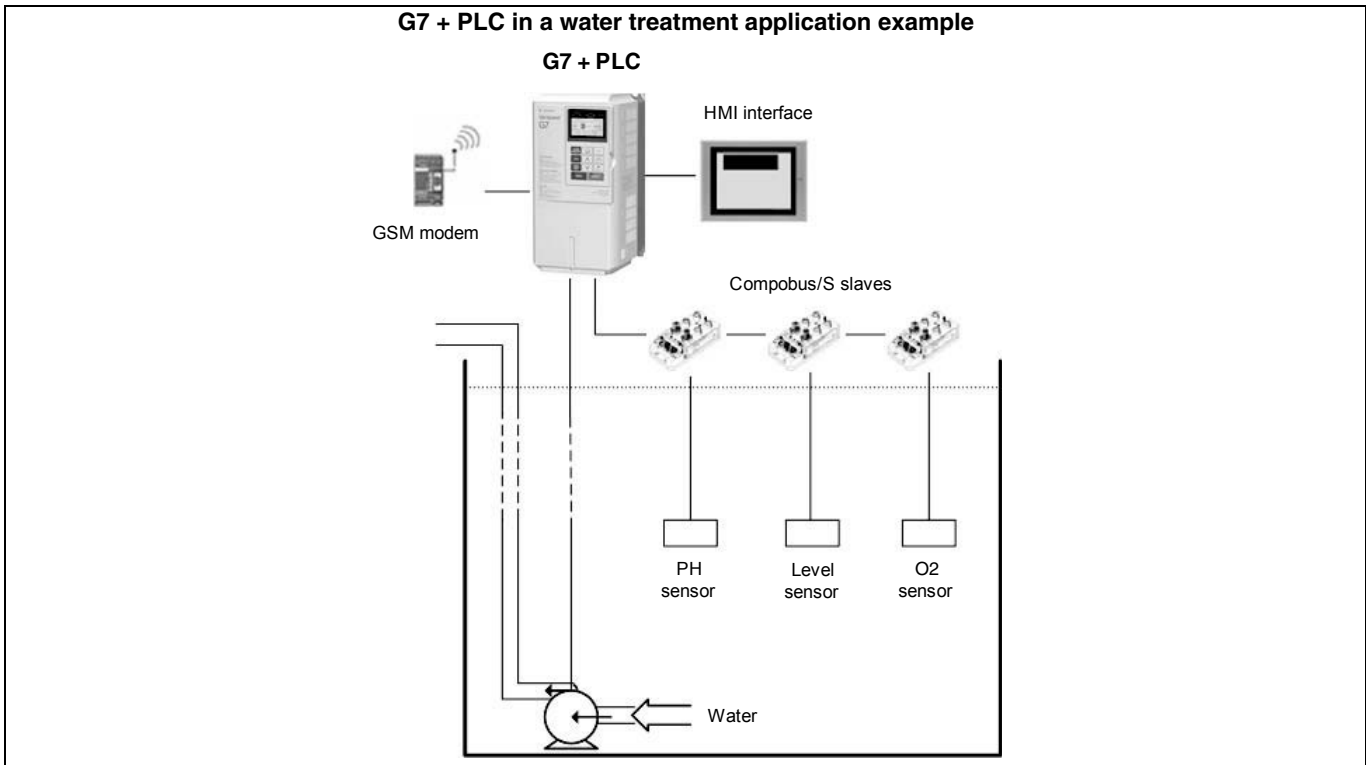 G7 + PLC in a water treatment application example
G7 + PLC
HMI interface
G7
GSM modem
Compobus/S slaves
PH
sensor
Level
sensor
O2
sensor
Water